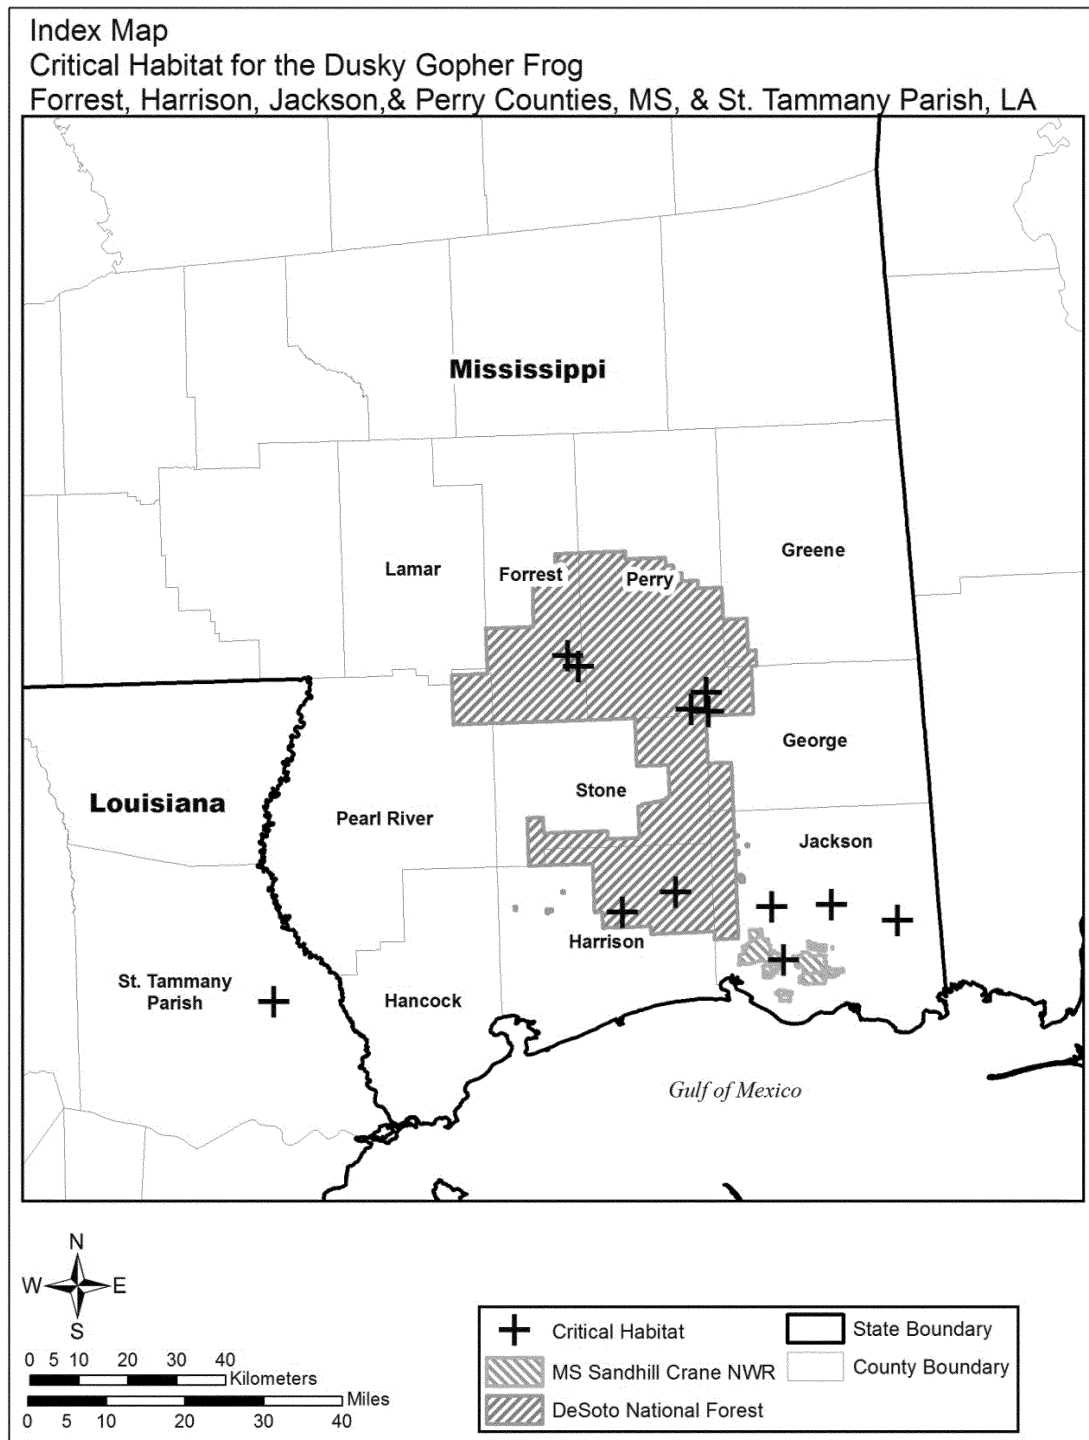 Index Map
Critical Habitat for the Dusky Gopher Frog
Forrest, Harrison, Jackson,& Perry Counties, MS, & St. Tammany Parish, LA
Mississippi
Greene
Lamar
Forrest
Perry
George
Stone
Louisiana
Pearl River
Jackson
Harrison
St. Tammany
Parish
Hancock
Gulf of Mexico
N
W
E
S
0 5 10 20 30 40
Kilometers
Miles
0 5 10 20 30 40
Critical Habitat
MS Sandhill Crane NWR
DeSoto National Forest
State Boundary
County Boundary